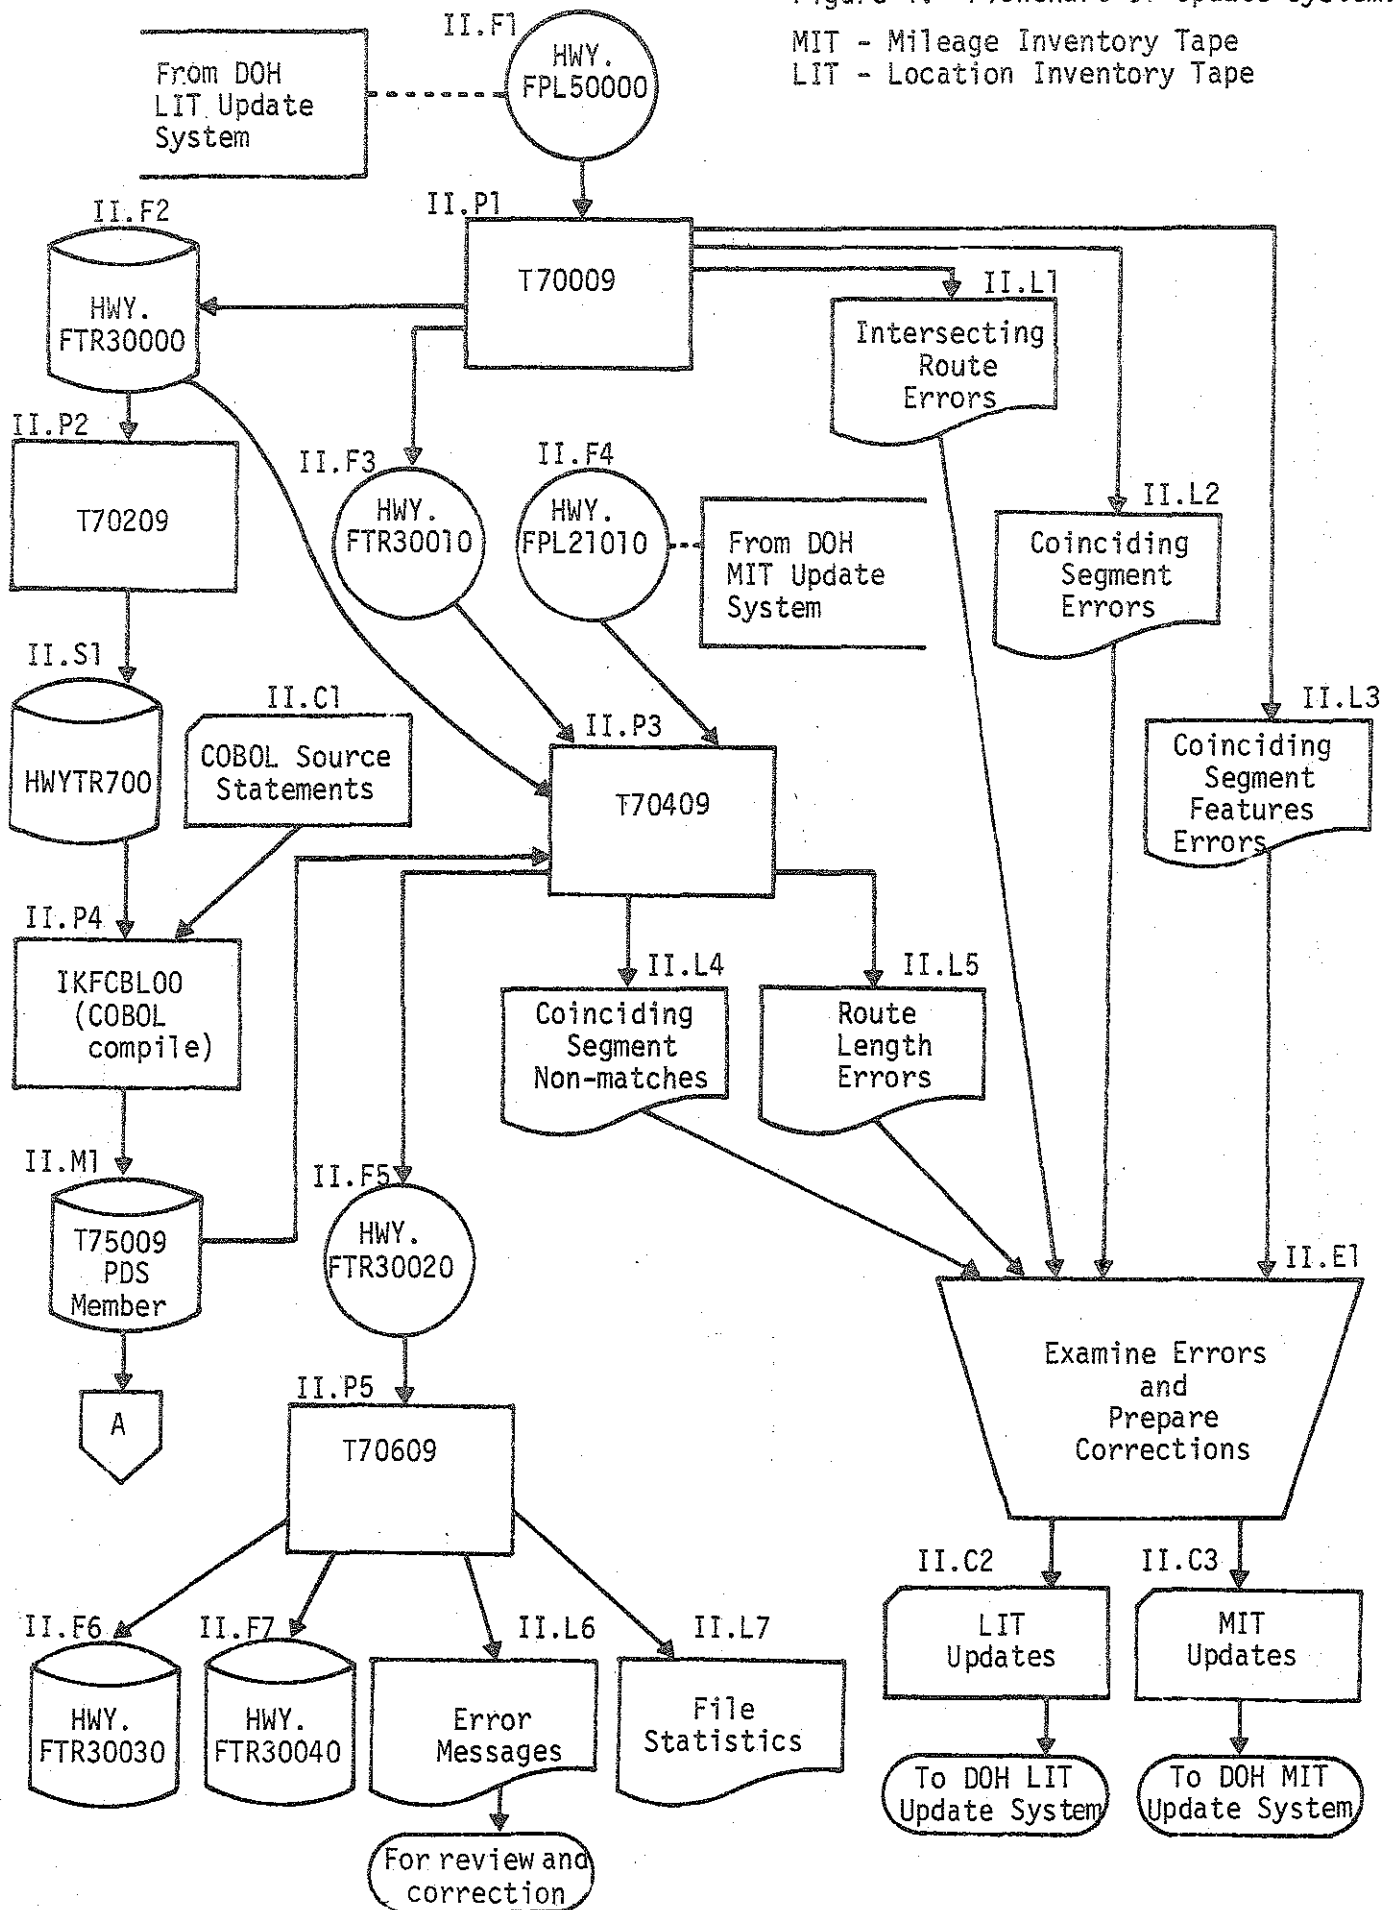 Figure 1. Flowchart of Update System.
MIT - Mileage Inventory Tape
LIT - Location Inventory Tape
II.F1
HWY.
FPL50000
From DOH
LIT Update
System
II.P1
T70009
II.F2
HWY.
FTR30000
II.L1
Intersecting
Route
Errors
II.P2
T70209
II.F3
HWY.
FTR30010
II.F4
HWY.
FPL21010
From DOH
MIT Update
System
II.L2
Coinciding
Segment
Errors
II.S1
HWYTR700
II.C1
COBOL Source
Statements
II.P3
T70409
II.L3
Coinciding
Segment
Features
Errors
II.P4
IKFCBL00
(COBOL
compile)
II.L4
Coinciding
Segment
Non-matches
II.L5
Route
Length
Errors
II.M1
T75009
PDS
Member
A
II.F5
HWY.
FTR30020
II.E1
Examine Errors
and
Prepare
Corrections
II.P5
T70609
II.C2
LIT
Updates
II.C3
MIT
Updates
II.F6
HWY.
FTR30030
II.F7
HWY.
FTR30040
II.L6
Error
Messages
II.L7
File
Statistics
To DOH LIT
Update System
To DOH MIT
Update System
For review and
correction